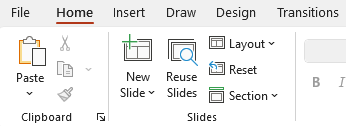 File Home Insert Draw Design Transitions
Paste
New Slide
Reuse Slides
Layout
Reset
Section
B I
Clipboard Slides